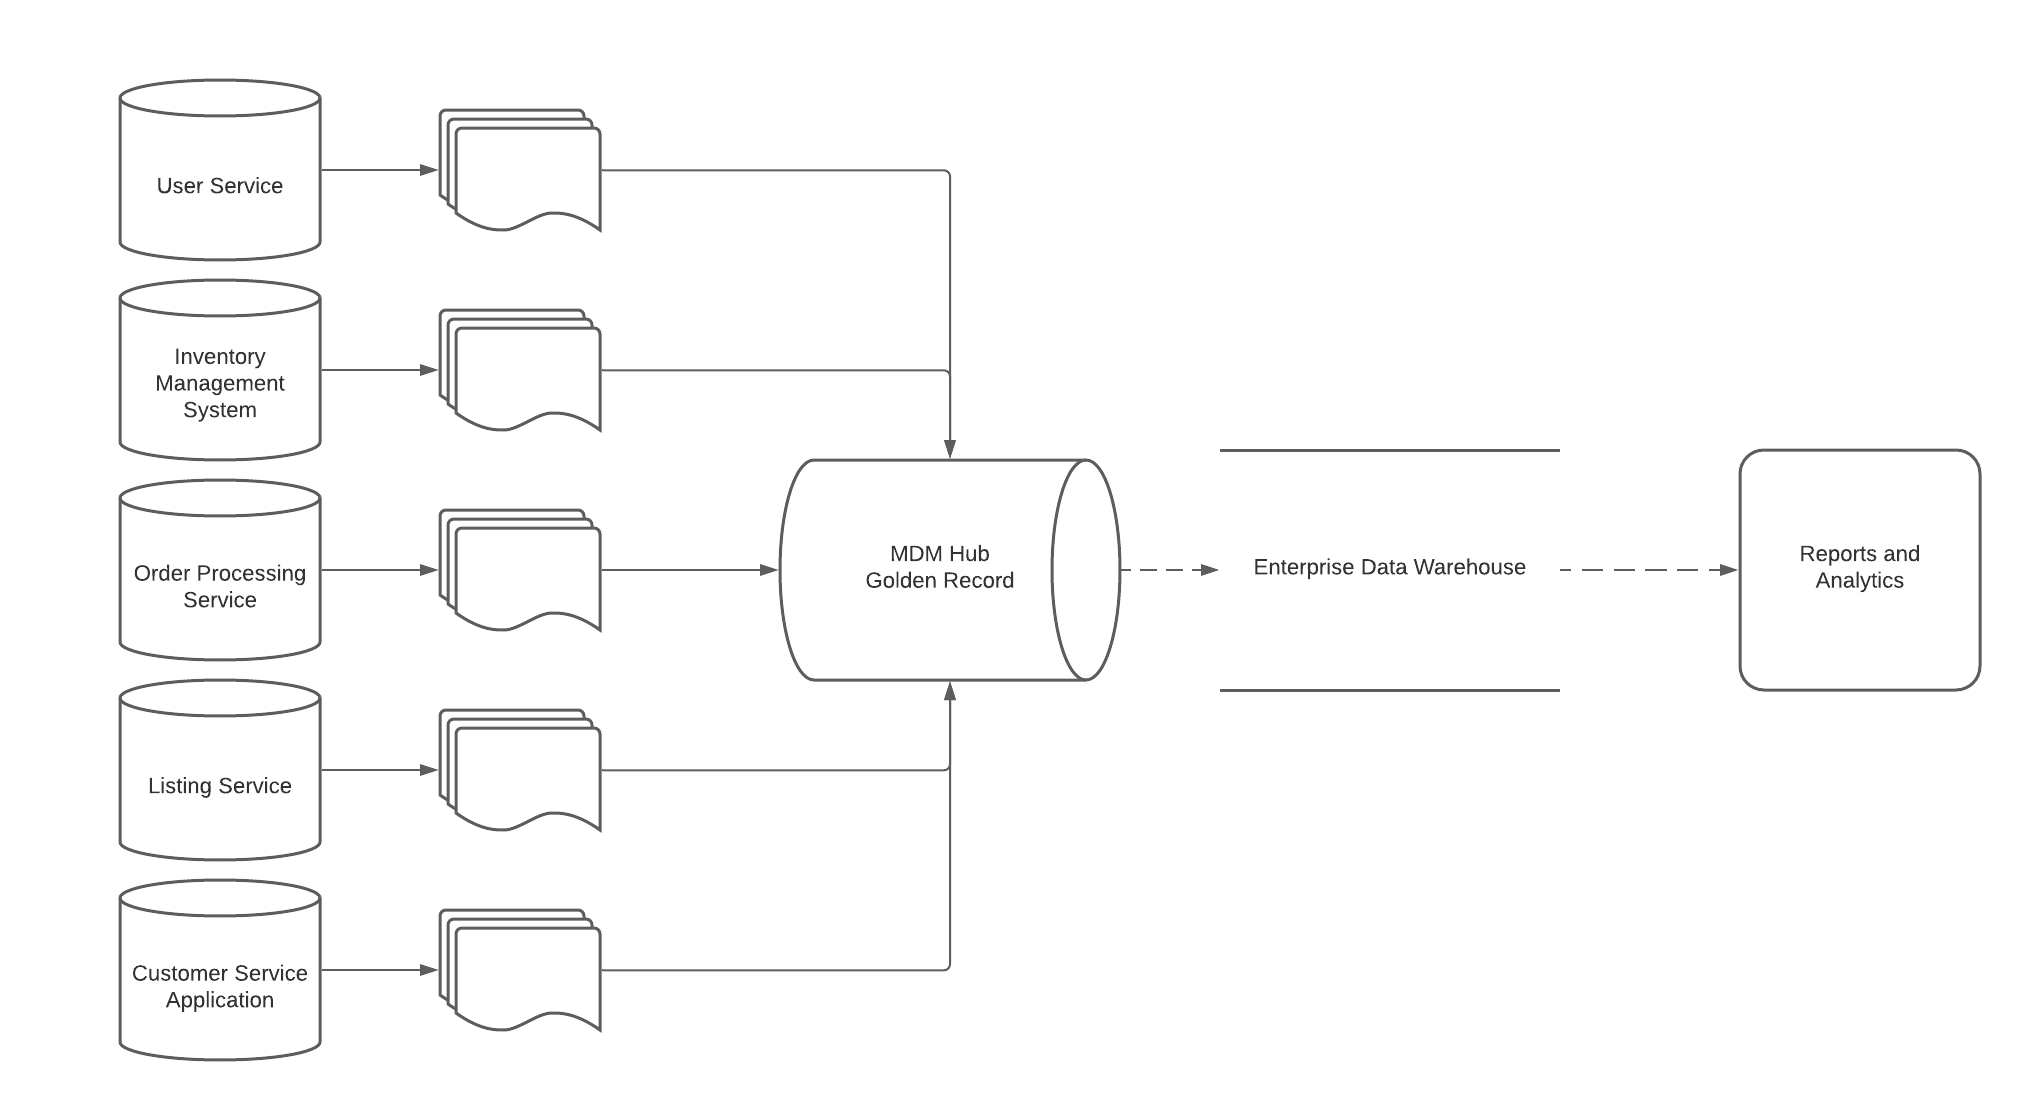 User Service
Inventory
Management
System
Order Processing
Service
Listing Service
Customer Service
Application
MDM Hub
Golden Record
Enterprise Data Warehouse
Reports and
Analytics